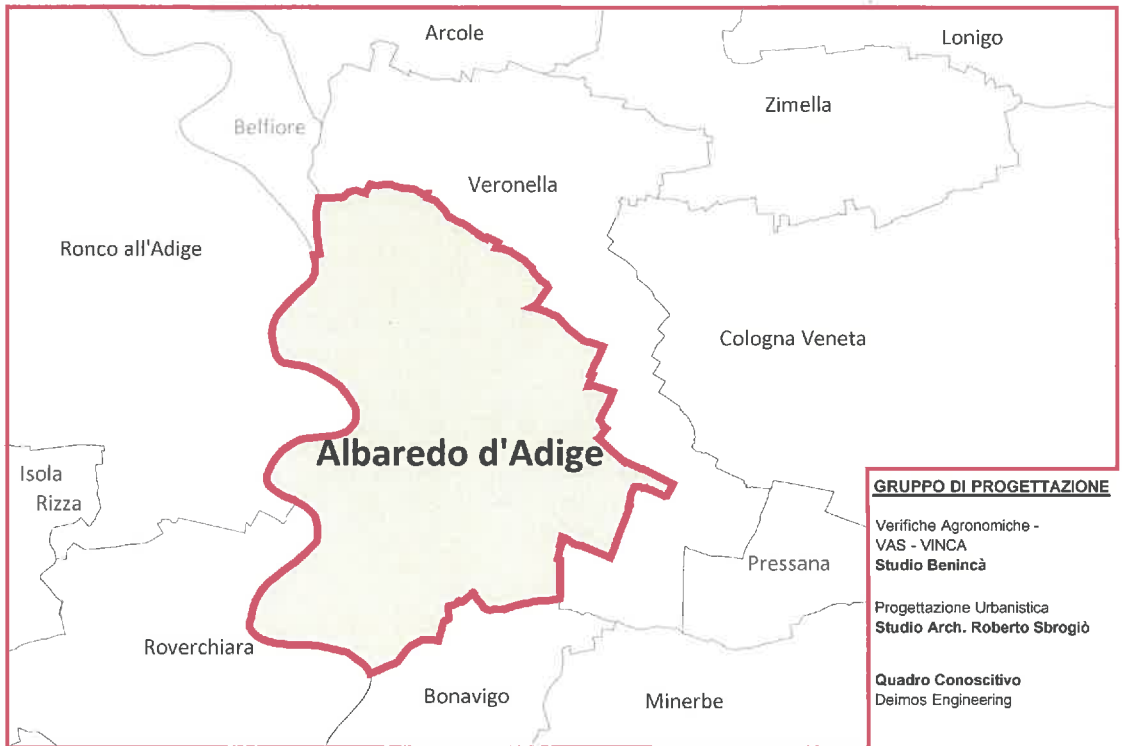 Arcole
Lonigo
Zimella
Belfiore
Veronella
Ronco all'Adige
Cologna Veneta
Albaredo d'Adige
Isola
Rizza
Pressana
Roverchiara
Bonavigo
Minerbe
GRUPPO DI PROGETTAZIONE
Verifiche Agronomiche -
VAS - VINCA
Studio Benincà
Progettazione Urbanistica
Studio Arch. Roberto Sbrogiò
Quadro Conoscitivo
Deimos Engineering